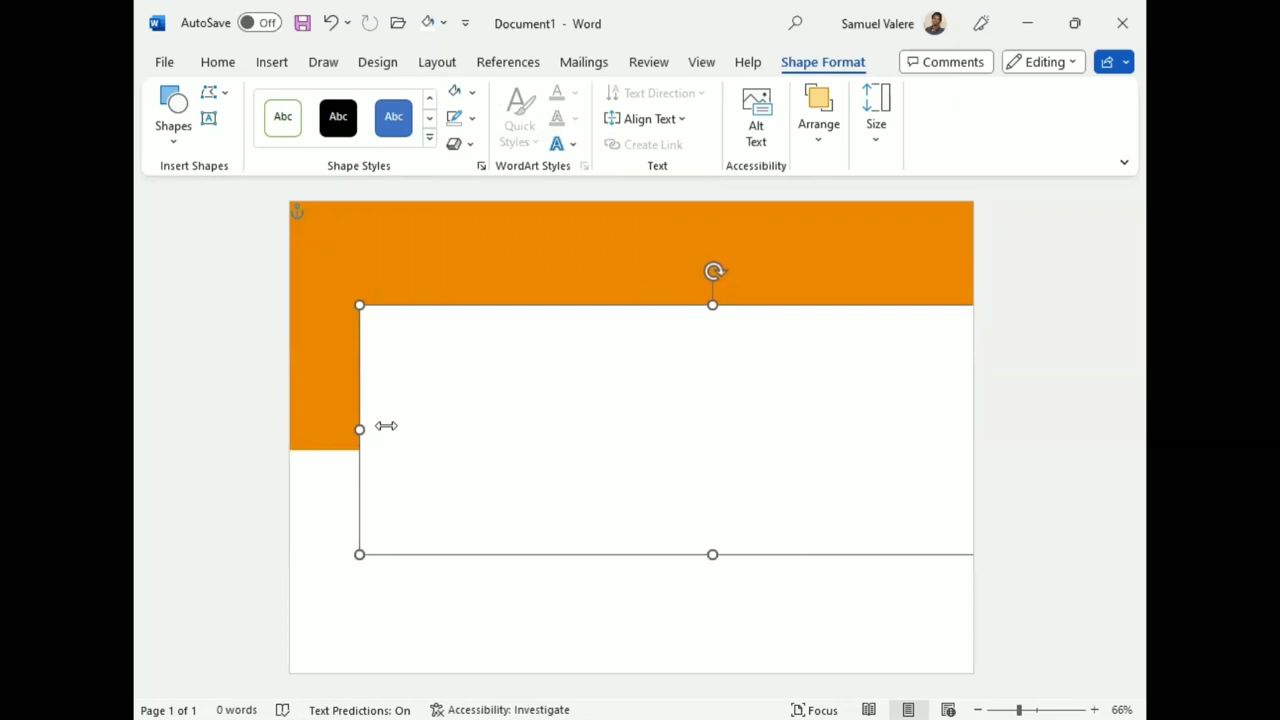 AutoSave Off Document1 - Word Samuel Valere
File Home Insert Draw Design Layout References Mailings Review View Help Shape Format Comments Editing
Shapes Abc Abc Abc Quick Styles Text Direction Align Text Create Link Alt Text Arrange Size
Insert Shapes Shape Styles WordArt Styles Text Accessibility
Page 1 of 1 0 words Text Predictions: On Accessibility: Investigate Focus 66%